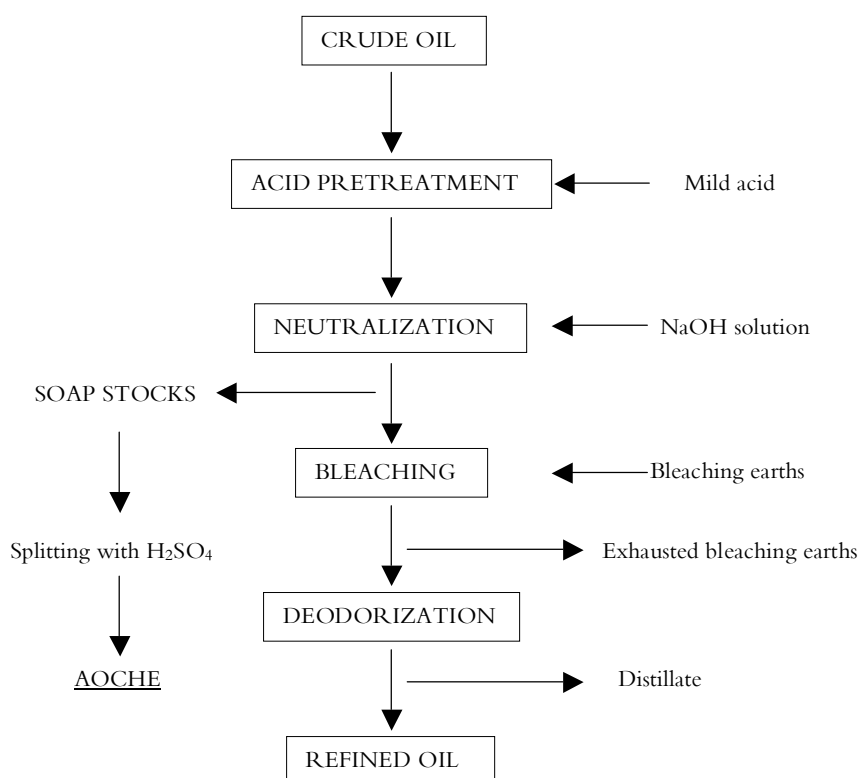 CRUDE OIL
ACID PRETREATMENT
Mild acid
NEUTRALIZATION
NaOH solution
SOAP STOCKS
BLEACHING
Bleaching earths
Splitting with H₂SO₄
Exhausted bleaching earths
DEODORIZATION
AOCHE
Distillate
REFINED OIL